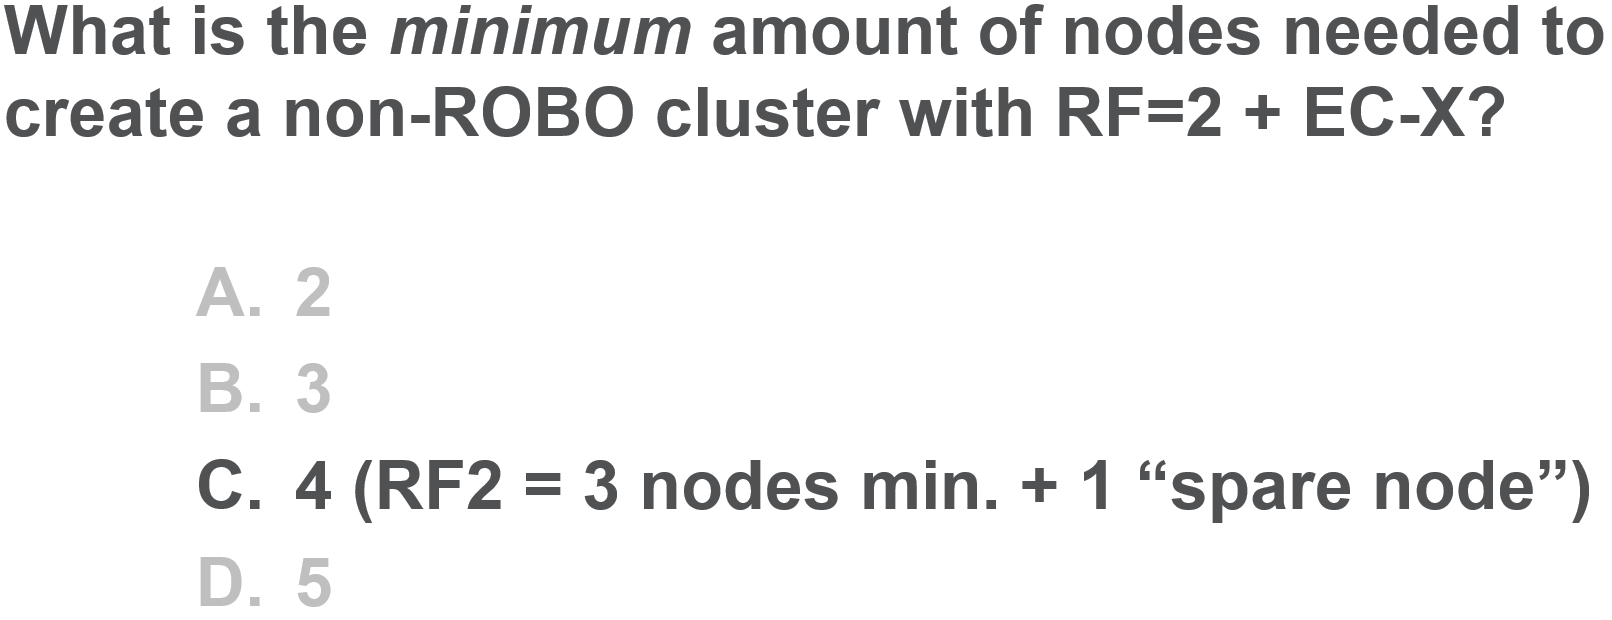 What is the minimum amount of nodes needed to
create a non-ROBO cluster with RF=2 + EC-X?
A. 2
B. 3
C. 4 (RF2 = 3 nodes min. + 1 “spare node”)
D. 5